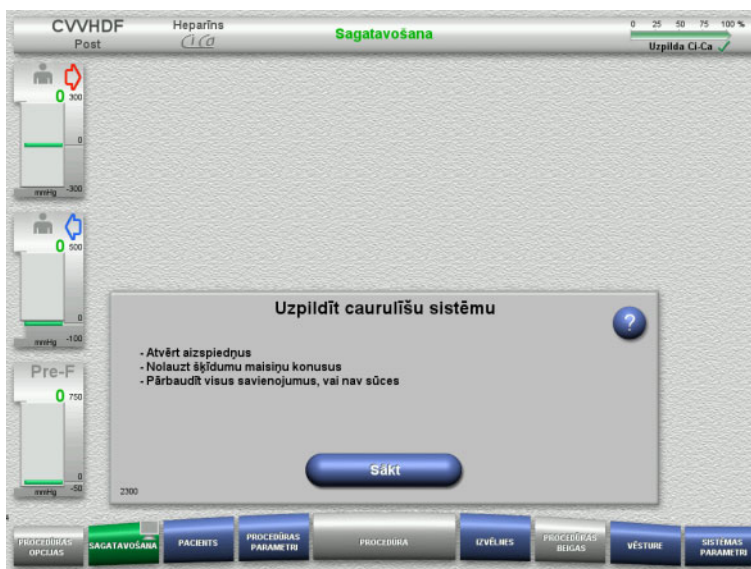 CVVHDF
Post
Heparīns
Ci Ca
Sagatavošana
0 25 50 75 100 %
Uzpilda Ci-Ca
0 300
0
mmHg -300
0 500
0
mmHg -100
Pre-F
0 750
0
mmHg -50
Uzpildīt caurulīšu sistēmu
?
- Atvērt aizspiedņus
- Nolauzt šķīdumu maisiņu konusus
- Pārbaudīt visus savienojumus, vai nav sūces
Sākt
2300
PROCEDŪRAS
OPCIJAS
SAGATAVOŠANA
PACIENTS
PROCEDŪRAS
PARAMETRI
PROCEDŪRA
IZVĒLNES
PROCEDŪRAS
BEIGAS
VĒSTURE
SISTĒMAS
PARAMETRI